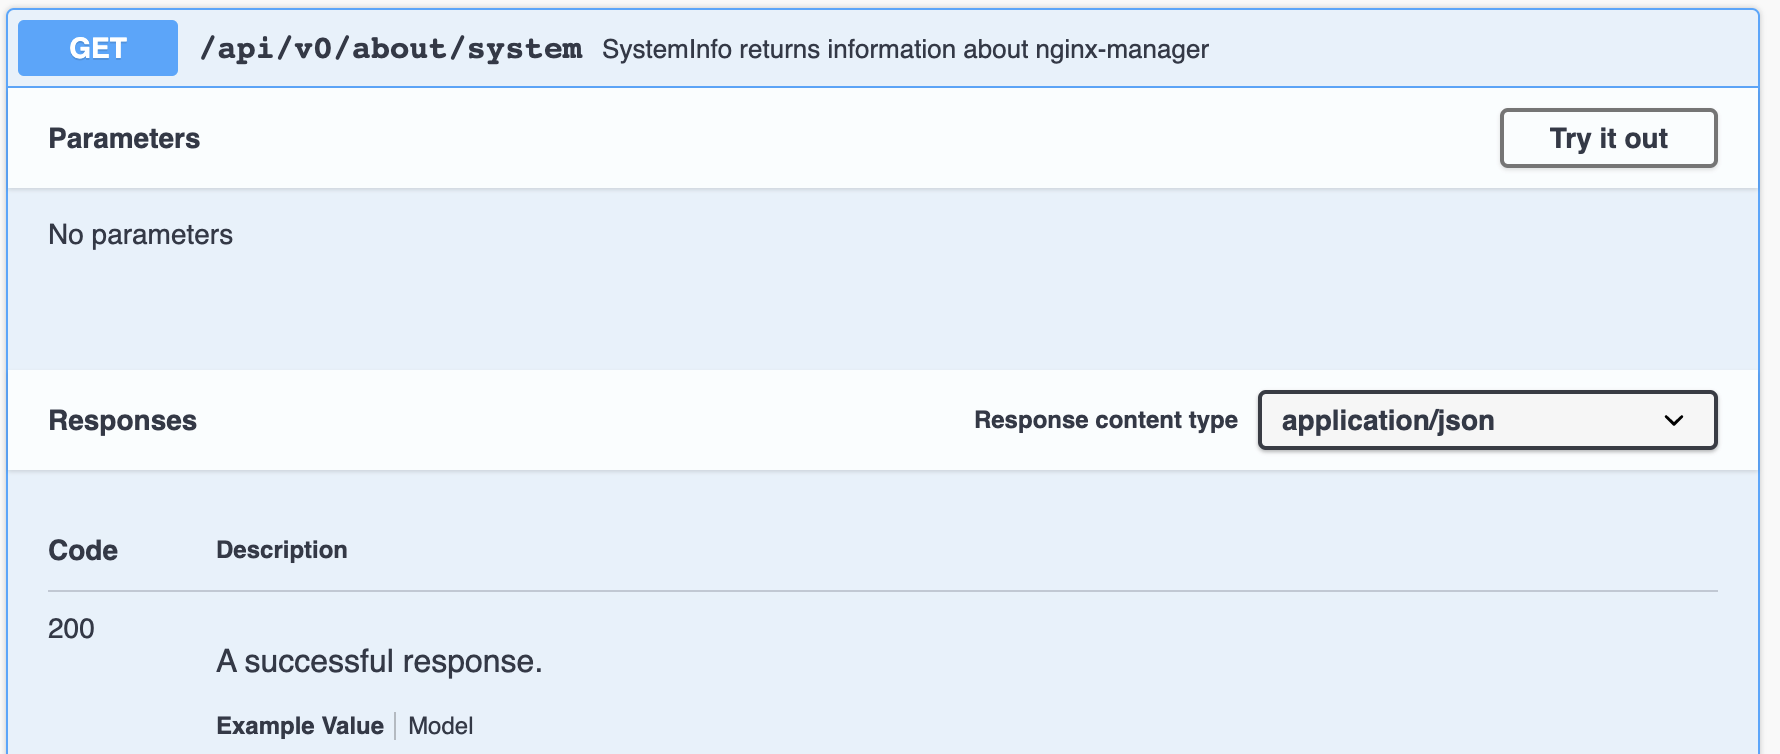 GET /api/v0/about/system SystemInfo returns information about nginx-manager
Parameters Try it out
No parameters
Responses Response content type application/json
Code Description
200
A successful response.
Example Value Model